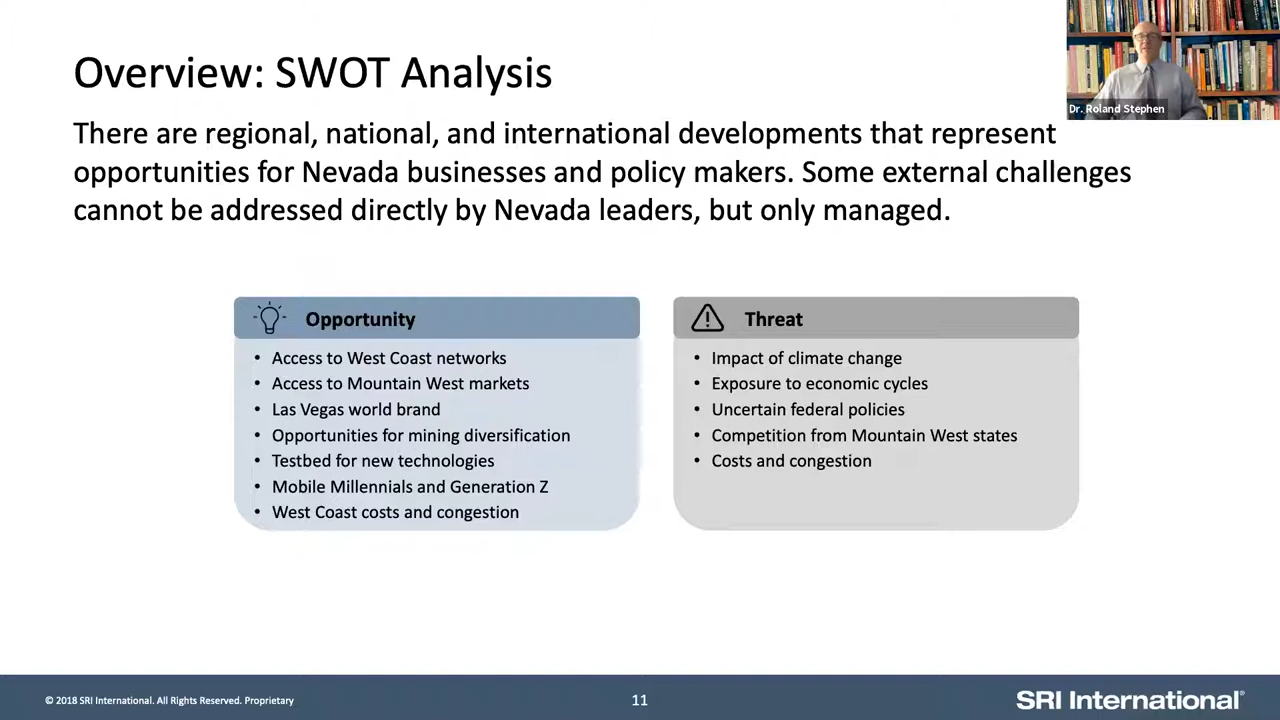 Overview: SWOT Analysis
Dr. Roland Stephen
There are regional, national, and international developments that represent
opportunities for Nevada businesses and policy makers. Some external challenges
cannot be addressed directly by Nevada leaders, but only managed.
Opportunity
• Access to West Coast networks
• Access to Mountain West markets
• Las Vegas world brand
• Opportunities for mining diversification
• Testbed for new technologies
• Mobile Millennials and Generation Z
• West Coast costs and congestion
Threat
• Impact of climate change
• Exposure to economic cycles
• Uncertain federal policies
• Competition from Mountain West states
• Costs and congestion
© 2018 SRI International. All Rights Reserved. Proprietary
11
SRI International®